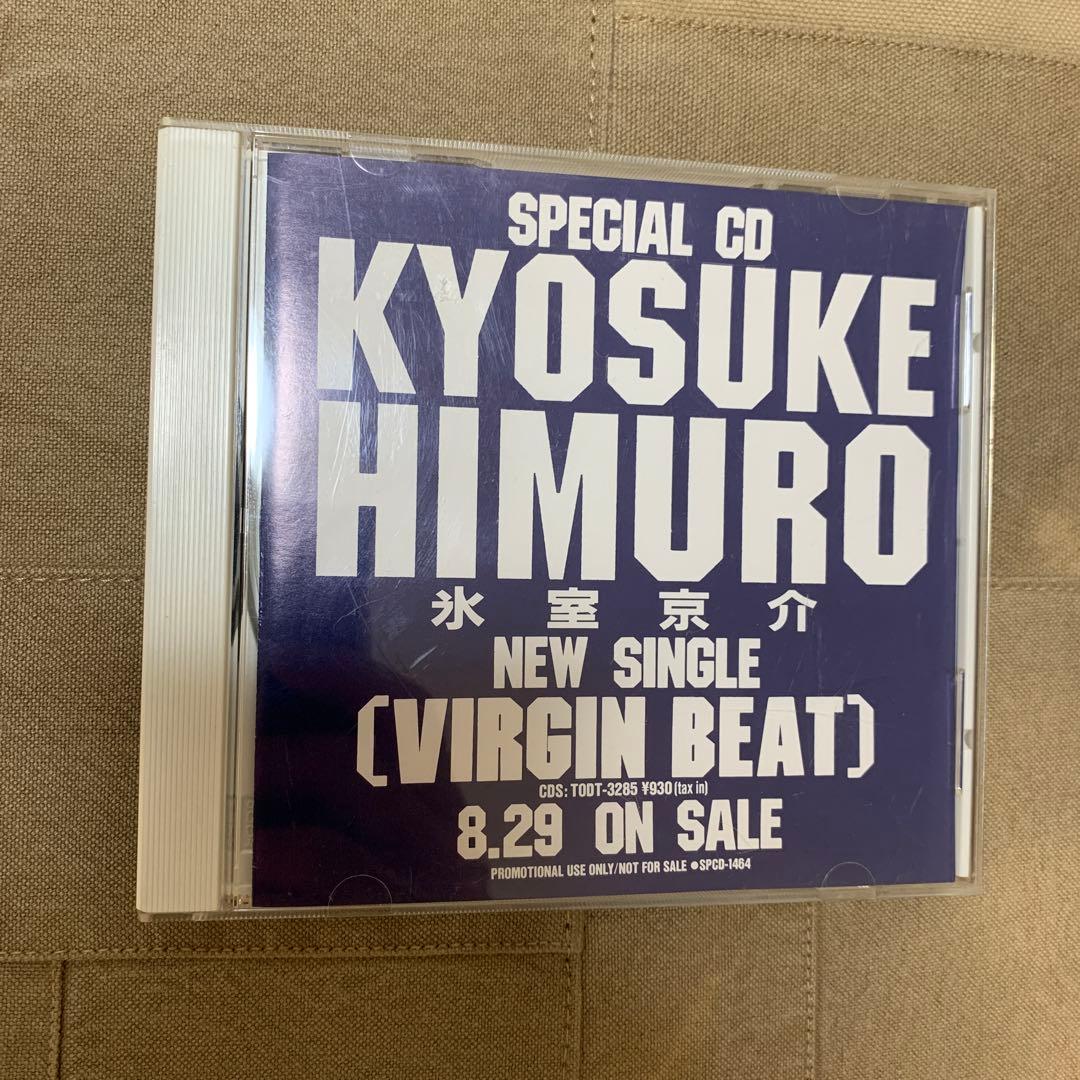 SPECIAL CD
KYOSUKE
HIMURO
氷室京介
NEW SINGLE
〔VIRGIN BEAT〕
CDS: TODT-3285 ¥930(tax in)
8.29 ON SALE
PROMOTIONAL USE ONLY/NOT FOR SALE ●SPCD-1464